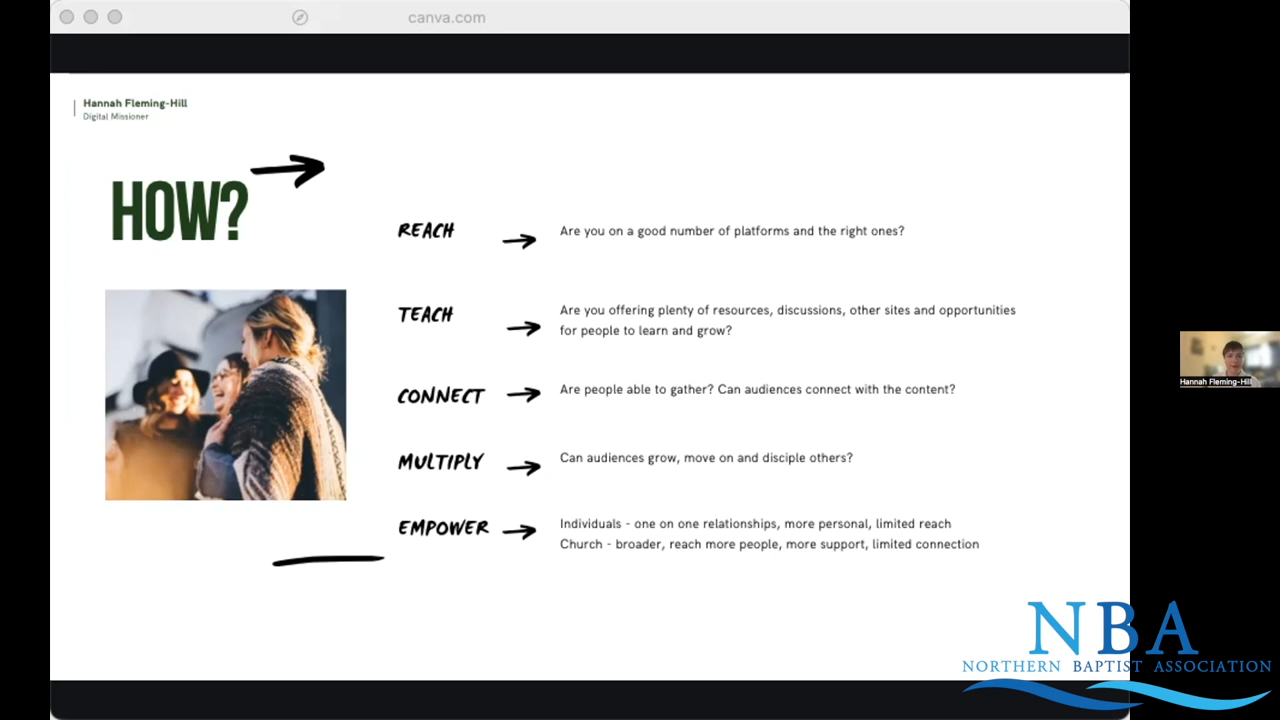 canva.com
Hannah Fleming-Hill
Digital Missioner
HOW?
REACH
Are you on a good number of platforms and the right ones?
TEACH
Are you offering plenty of resources, discussions, other sites and opportunities
for people to learn and grow?
CONNECT
Are people able to gather? Can audiences connect with the content?
MULTIPLY
Can audiences grow, move on and disciple others?
EMPOWER
Individuals - one on one relationships, more personal, limited reach
Church - broader, reach more people, more support, limited connection
Hannah Fleming-Hill
NBA
NORTHERN BAPTIST ASSOCIATION